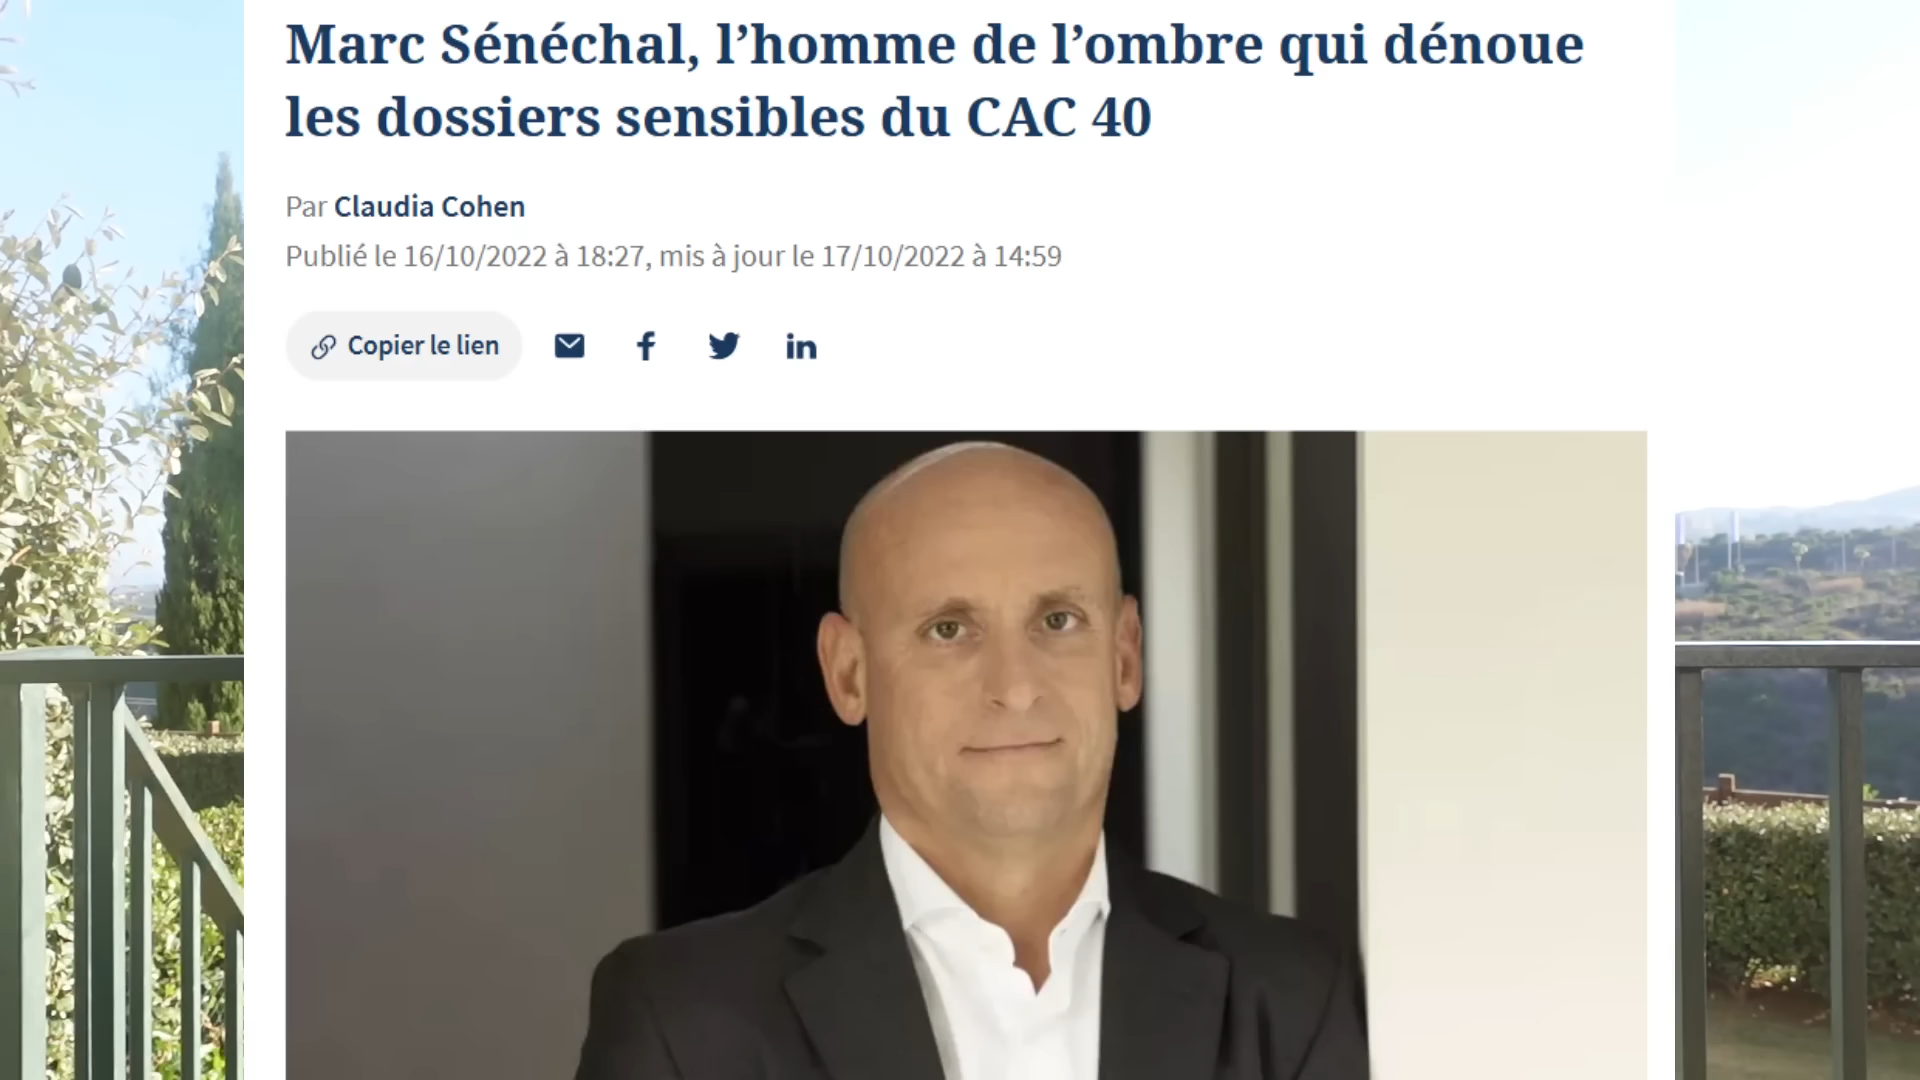 Marc Sénéchal, l’homme de l’ombre qui dénoue
les dossiers sensibles du CAC 40
Par Claudia Cohen
Publié le 16/10/2022 à 18:27, mis à jour le 17/10/2022 à 14:59
Copier le lien